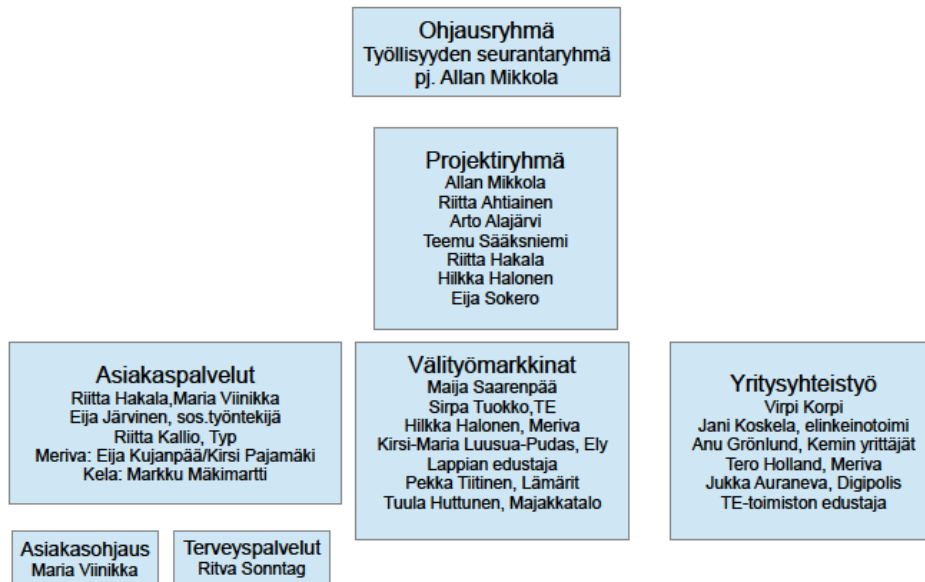 Ohjausryhmä
Työllisyyden seurantaryhmä
pj. Allan Mikkola
Projektiryhmä
Allan Mikkola
Riitta Ahtiainen
Arto Alajärvi
Teemu Sääksniemi
Riitta Hakala
Hilkka Halonen
Eija Sokero
Asiakaspalvelut
Riitta Hakala,Maria Viinikka
Eija Järvinen, sos.työntekijä
Riitta Kallio, Typ
Meriva: Eija Kujanpää/Kirsi Pajamäki
Kela: Markku Mäkimartti
Välityömarkkinat
Maija Saarenpää
Sirpa Tuokko,TE
Hilkka Halonen, Meriva
Kirsi-Maria Luusua-Pudas, Ely
Lappian edustaja
Pekka Tiitinen, Lämärit
Tuula Huttunen, Majakkatalo
Yritysyhteistyö
Virpi Korpi
Jani Koskela, elinkeinotoimi
Anu Grönlund, Kemin yrittäjät
Tero Holland, Meriva
Jukka Auraneva, Digipolis
TE-toimiston edustaja
Asiakasohjaus
Maria Viinikka
Terveyspalvelut
Ritva Sonntag